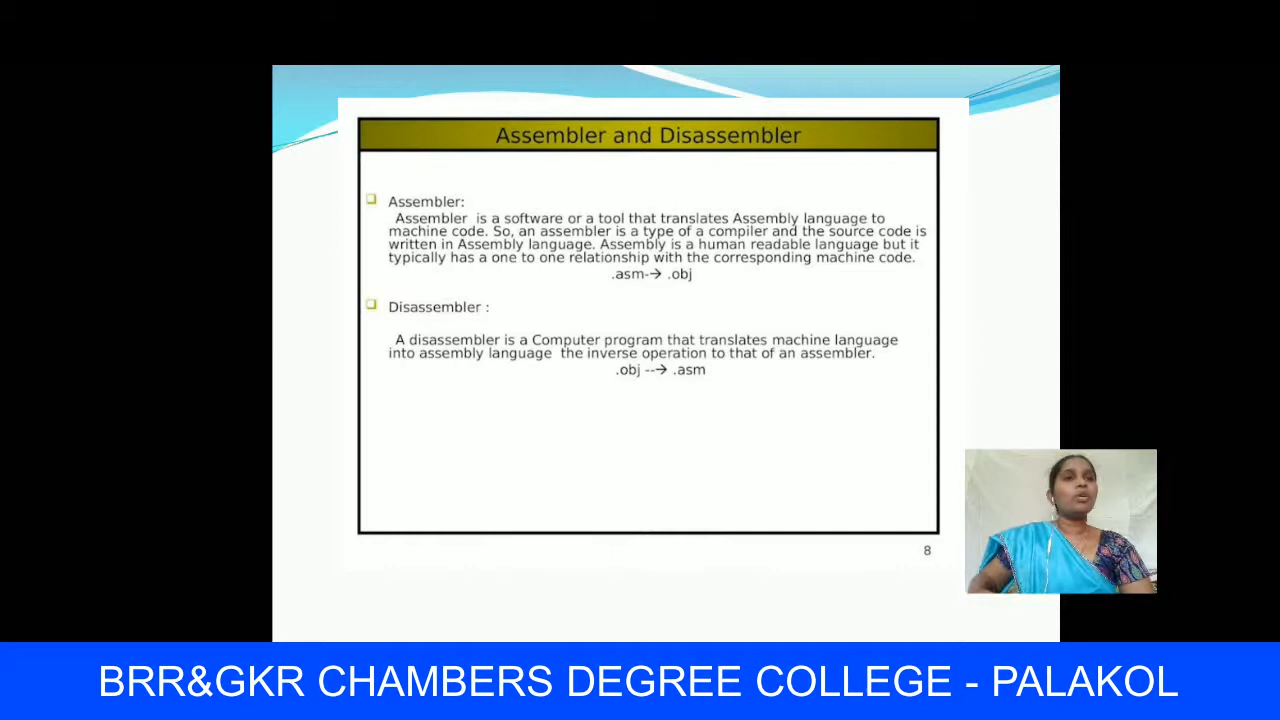 Assembler and Disassembler
Assembler:
Assembler is a software or a tool that translates Assembly language to
machine code. So, an assembler is a type of a compiler and the source code is
written in Assembly language. Assembly is a human readable language but it
typically has a one to one relationship with the corresponding machine code.
.asm-→ .obj
Disassembler :
A disassembler is a Computer program that translates machine language
into assembly language the inverse operation to that of an assembler.
.obj --→ .asm
8
BRR&GKR CHAMBERS DEGREE COLLEGE - PALAKOL